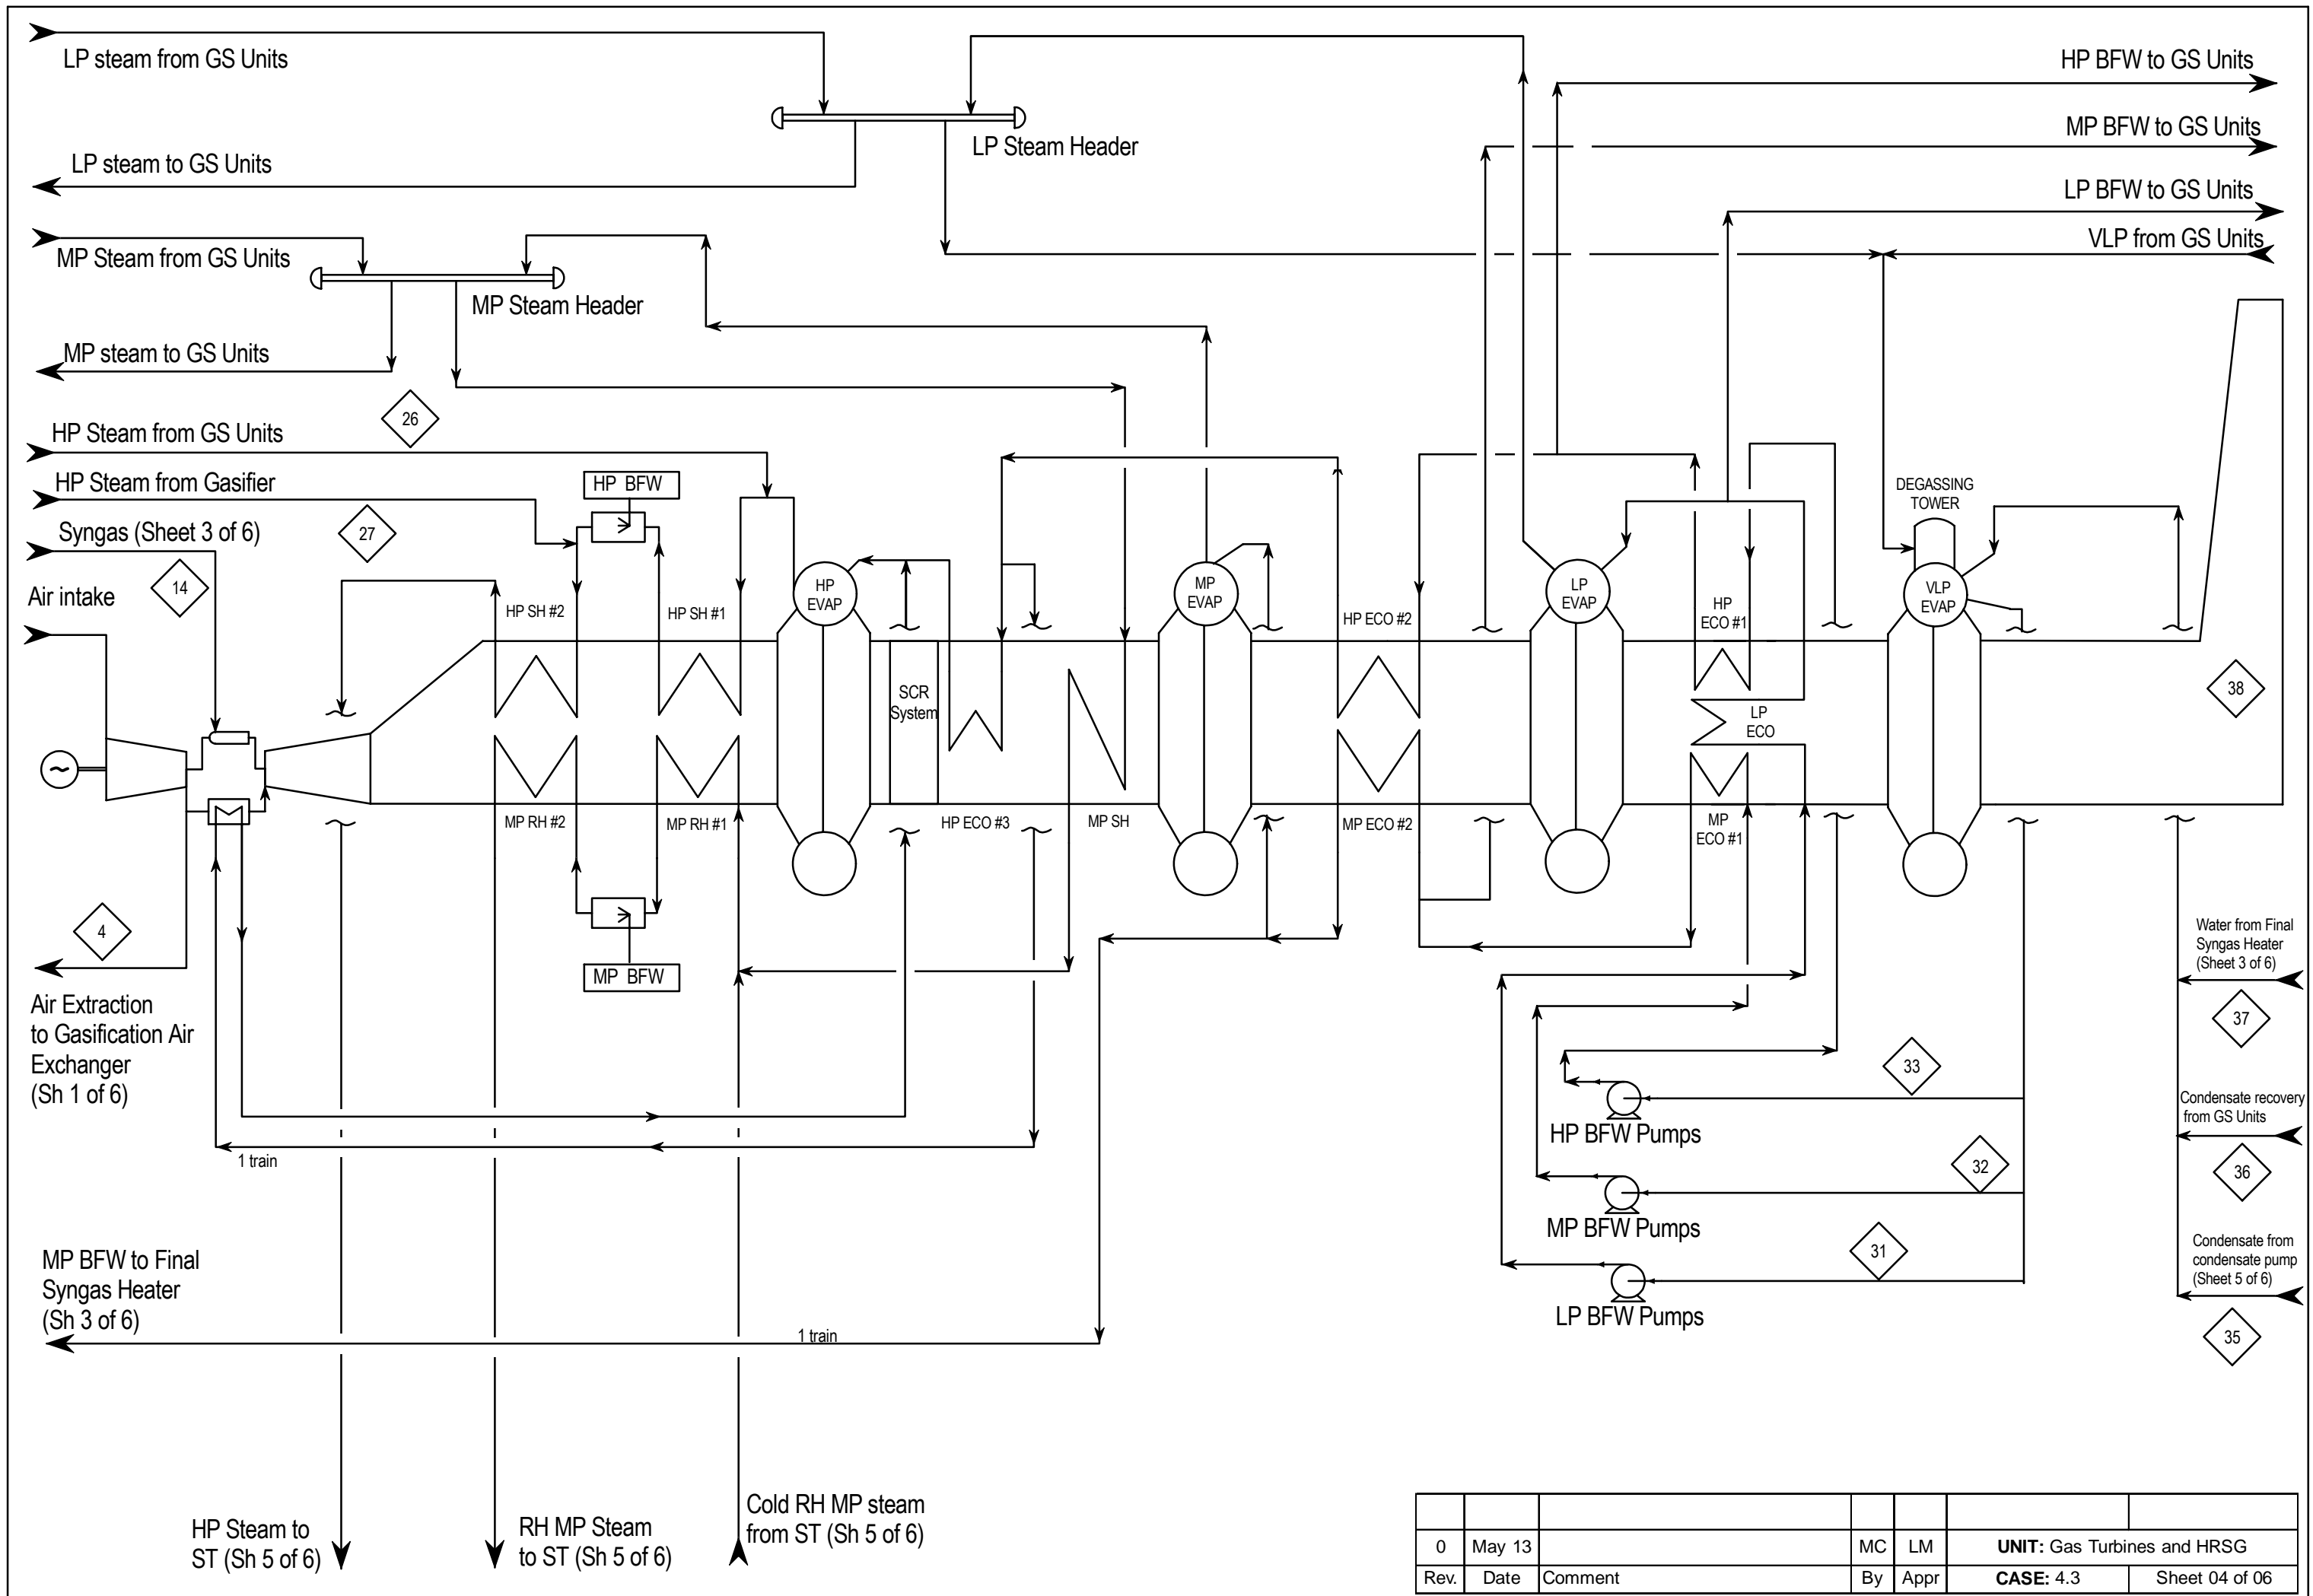 LP steam from GS Units
HP BFW to GS Units
MP BFW to GS Units
LP Steam Header
LP steam to GS Units
LP BFW to GS Units
VLP from GS Units
MP Steam from GS Units
MP Steam Header
MP steam to GS Units
26
HP Steam from GS Units
HP Steam from Gasifier
HP BFW
DEGASSING
TOWER
27
Syngas (Sheet 3 of 6)
14
Air intake
HP SH #2
HP SH #1
HP
EVAP
MP
EVAP
HP ECO #2
LP
EVAP
HP
ECO #1
VLP
EVAP
SCR
System
LP
ECO
38
~
MP RH #2
MP RH #1
HP ECO #3
MP SH
MP ECO #2
MP
ECO #1
4
MP BFW
Water from Final
Syngas Heater
(Sheet 3 of 6)
37
Air Extraction
to Gasification Air
Exchanger
(Sh 1 of 6)
33
HP BFW Pumps
Condensate recovery
from GS Units
36
1 train
32
MP BFW Pumps
31
LP BFW Pumps
Condensate from
condensate pump
(Sheet 5 of 6)
35
MP BFW to Final
Syngas Heater
(Sh 3 of 6)
1 train
HP Steam to
ST (Sh 5 of 6)
RH MP Steam
to ST (Sh 5 of 6)
Cold RH MP steam
from ST (Sh 5 of 6)
0 May 13 MC LM UNIT: Gas Turbines and HRSG
Rev. Date Comment By Appr CASE: 4.3 Sheet 04 of 06